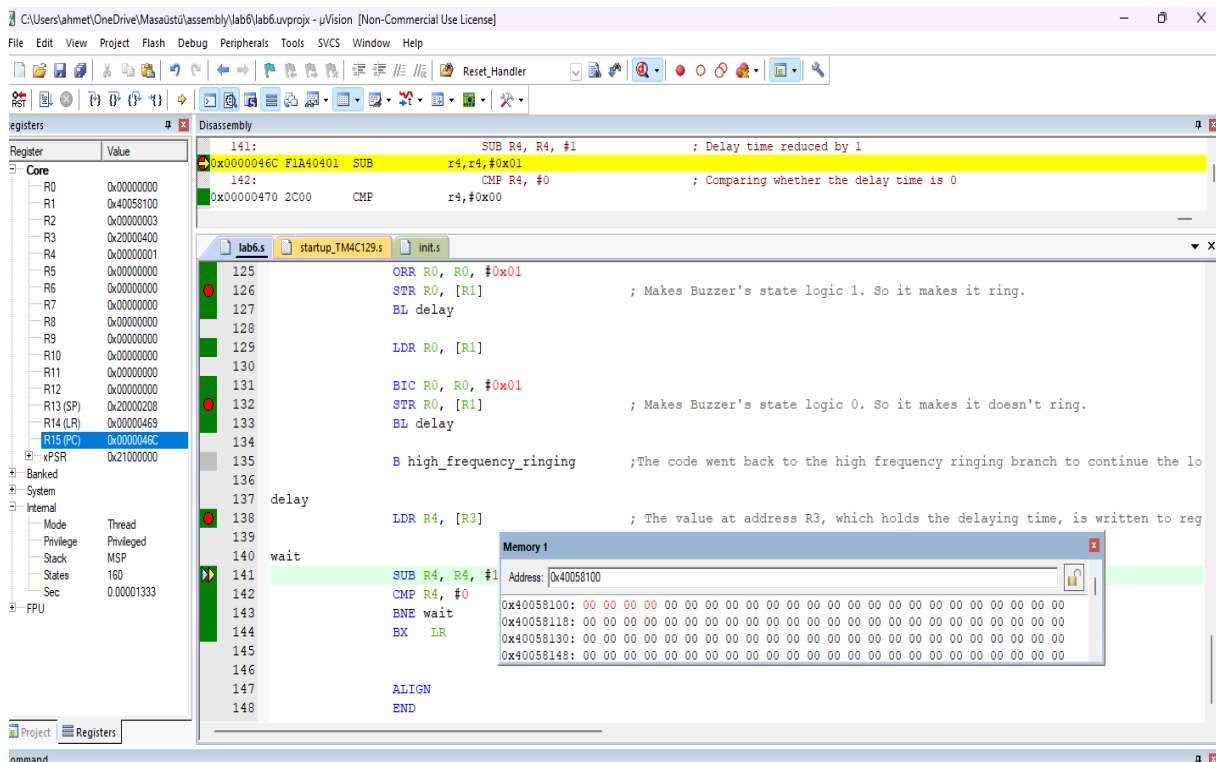 C:\Users\ahmet\OneDrive\Masaüstü\assembly\lab6\lab6.uvprojx - µVision [Non-Commercial Use License]
File Edit View Project Flash Debug Peripherals Tools SVCS Window Help
Reset_Handler
RST
egisters
Disassembly
Register Value
Core
R0 0x00000000
R1 0x40058100
R2 0x00000003
R3 0x20000400
R4 0x00000001
R5 0x00000000
R6 0x00000000
R7 0x00000000
R8 0x00000000
R9 0x00000000
R10 0x00000000
R11 0x00000000
R12 0x00000000
R13 (SP) 0x20000208
R14 (LR) 0x00000469
R15 (PC) 0x0000046C
xPSR 0x21000000
Banked
System
Internal
Mode Thread
Privilege Privileged
Stack MSP
States 160
Sec 0.00001333
FPU
Project Registers
141: SUB R4, R4, #1 ; Delay time reduced by 1
0x0000046C F1A40401 SUB r4,r4,#0x01
142: CMP R4, #0 ; Comparing whether the delay time is 0
0x00000470 2C00 CMP r4,#0x00
lab6.s startup_TM4C129.s init.s
125 ORR R0, R0, #0x01
126 STR R0, [R1] ; Makes Buzzer's state logic 1. So it makes it ring.
127 BL delay
128
129 LDR R0, [R1]
130
131 BIC R0, R0, #0x01
132 STR R0, [R1] ; Makes Buzzer's state logic 0. So it makes it doesn't ring.
133 BL delay
134
135 B high_frequency_ringing ;The code went back to the high frequency ringing branch to continue the lo
136
137 delay
138 LDR R4, [R3] ; The value at address R3, which holds the delaying time, is written to reg
139
140 wait
141 SUB R4, R4, #1
142 CMP R4, #0
143 BNE wait
144 BX LR
145
146
147 ALIGN
148 END
Memory 1
Address: 0x40058100
0x40058100: 00 00 00 00 00 00 00 00 00 00 00 00 00 00 00 00 00 00 00 00 00 00 00 00
0x40058118: 00 00 00 00 00 00 00 00 00 00 00 00 00 00 00 00 00 00 00 00 00 00 00 00
0x40058130: 00 00 00 00 00 00 00 00 00 00 00 00 00 00 00 00 00 00 00 00 00 00 00 00
0x40058148: 00 00 00 00 00 00 00 00 00 00 00 00 00 00 00 00 00 00 00 00 00 00 00 00
ommand